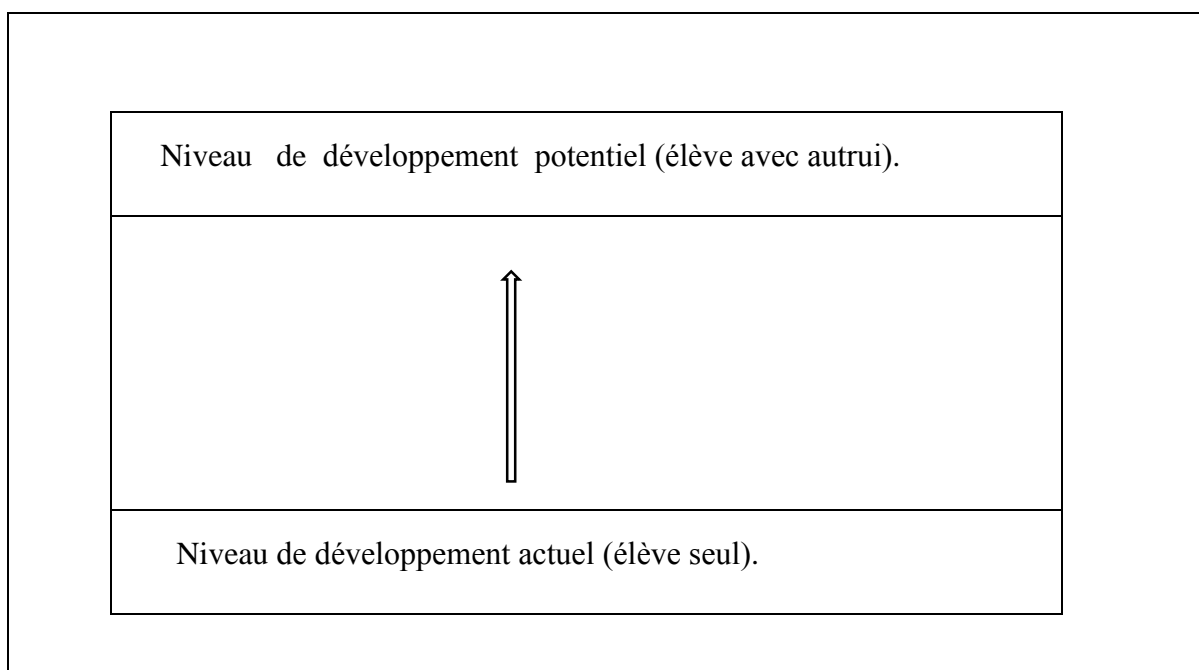 Niveau de développement potentiel (élève avec autrui).
Niveau de développement actuel (élève seul).